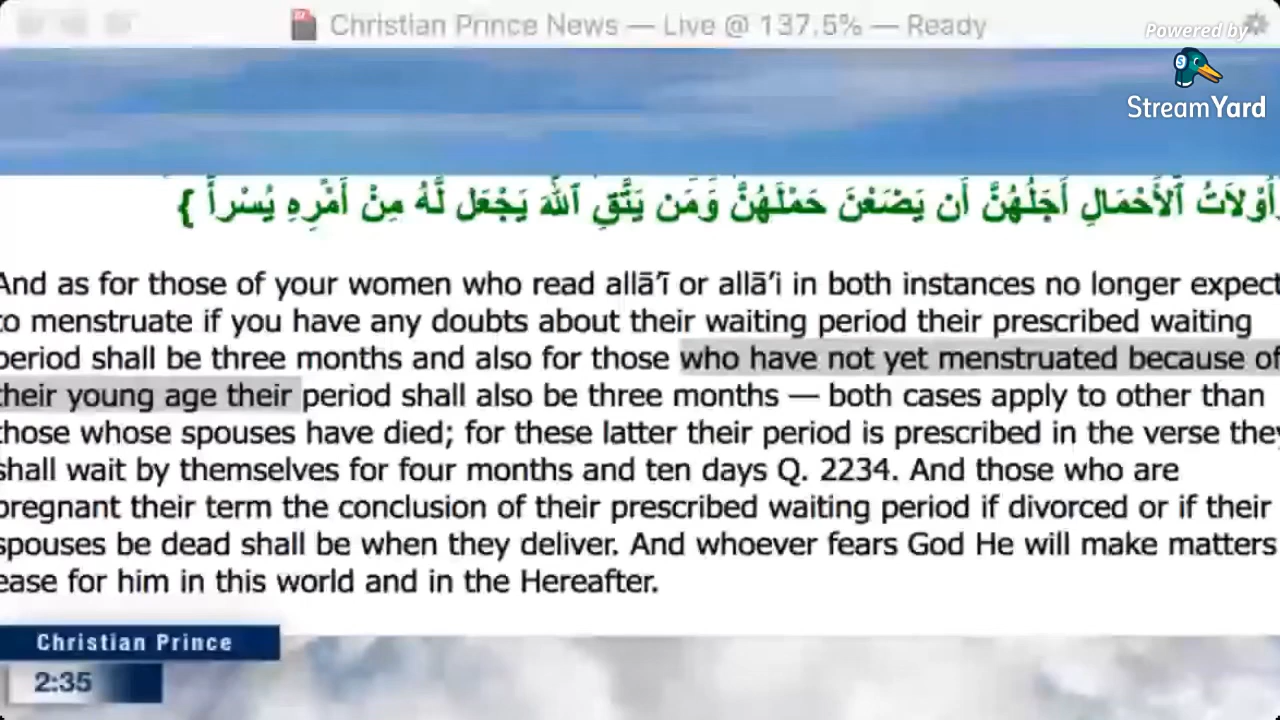 Christian Prince News — Live @ 137.5% — Ready
Powered by
StreamYard
أُوْلاَتُ ٱلأَحْمَالِ أَجَلُهُنَّ أَن يَضَعْنَ حَمْلَهُنَّ وَمَن يَتَّقِ ٱللَّهَ يَجْعَل لَّهُ مِنْ أَمْرِهِ يُسْراً }
And as for those of your women who read allā’ī or allā’i in both instances no longer expect
to menstruate if you have any doubts about their waiting period their prescribed waiting
period shall be three months and also for those who have not yet menstruated because of
their young age their period shall also be three months — both cases apply to other than
those whose spouses have died; for these latter their period is prescribed in the verse they
shall wait by themselves for four months and ten days Q. 2234. And those who are
pregnant their term the conclusion of their prescribed waiting period if divorced or if their
spouses be dead shall be when they deliver. And whoever fears God He will make matters
ease for him in this world and in the Hereafter.
Christian Prince
2:35